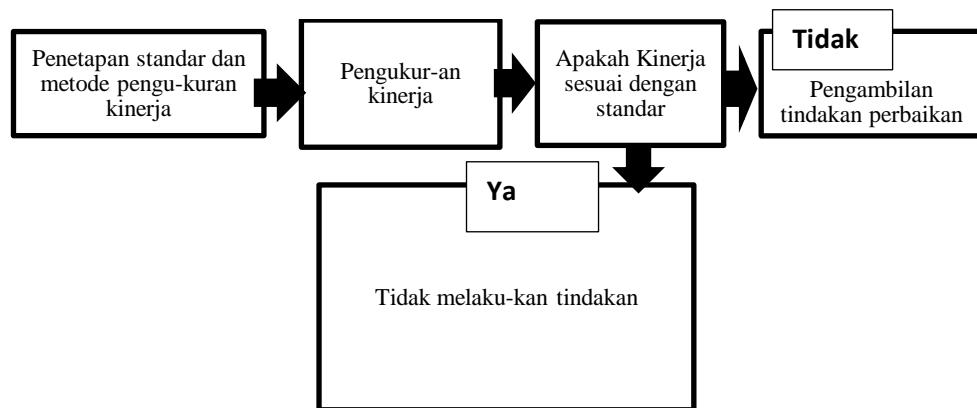 Penetapan standar dan
metode pengu-kuran
kinerja
Pengukur-an
kinerja
Apakah Kinerja
sesuai dengan
standar
Tidak
Pengambilan
tindakan perbaikan
Ya
Tidak melaku-kan tindakan